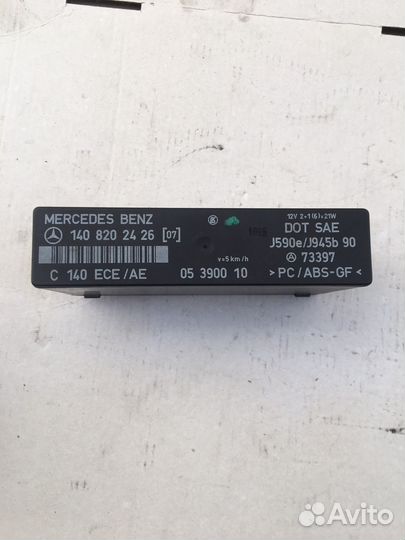 MERCEDES BENZ
140 820 24 26 [07]
C 140 ECE/AE
v=5km/h
05 3900 10
12V 2+1(6)×21W
DOT SAE
J590e/J945b 90
73397
>PC/ABS-GF<
Avito